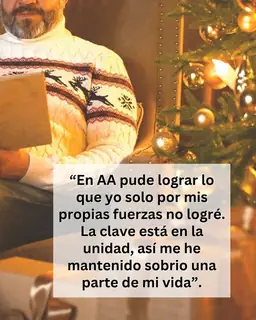 “En AA pude lograr lo
que yo solo por mis
propias fuerzas no logré.
La clave está en la
unidad, así me he
mantenido sobrio una
parte de mi vida”.